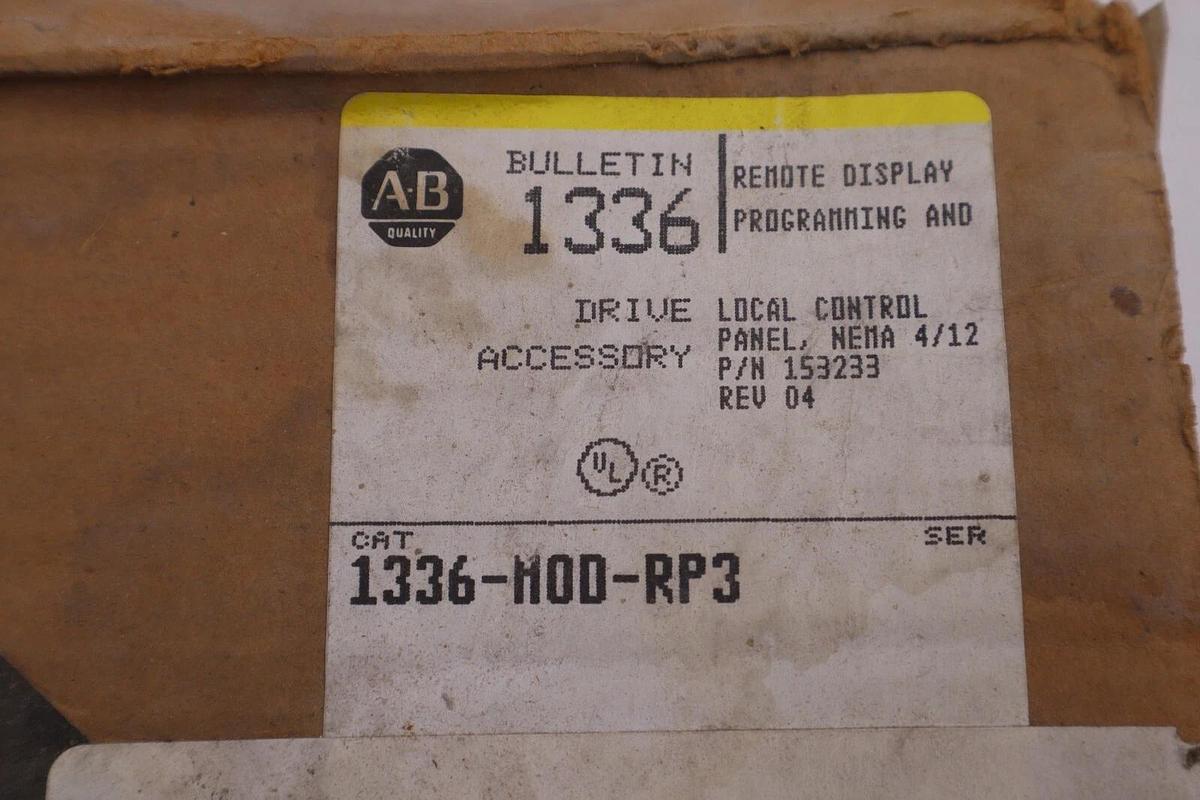 A-B
QUALITY
BULLETIN
1336
REMOTE DISPLAY
PROGRAMMING AND
DRIVE
ACCESSORY
LOCAL CONTROL
PANEL, NEMA 4/12
P/N 153233
REV 04
UL R
CAT
SER
1336-MOD-RP3